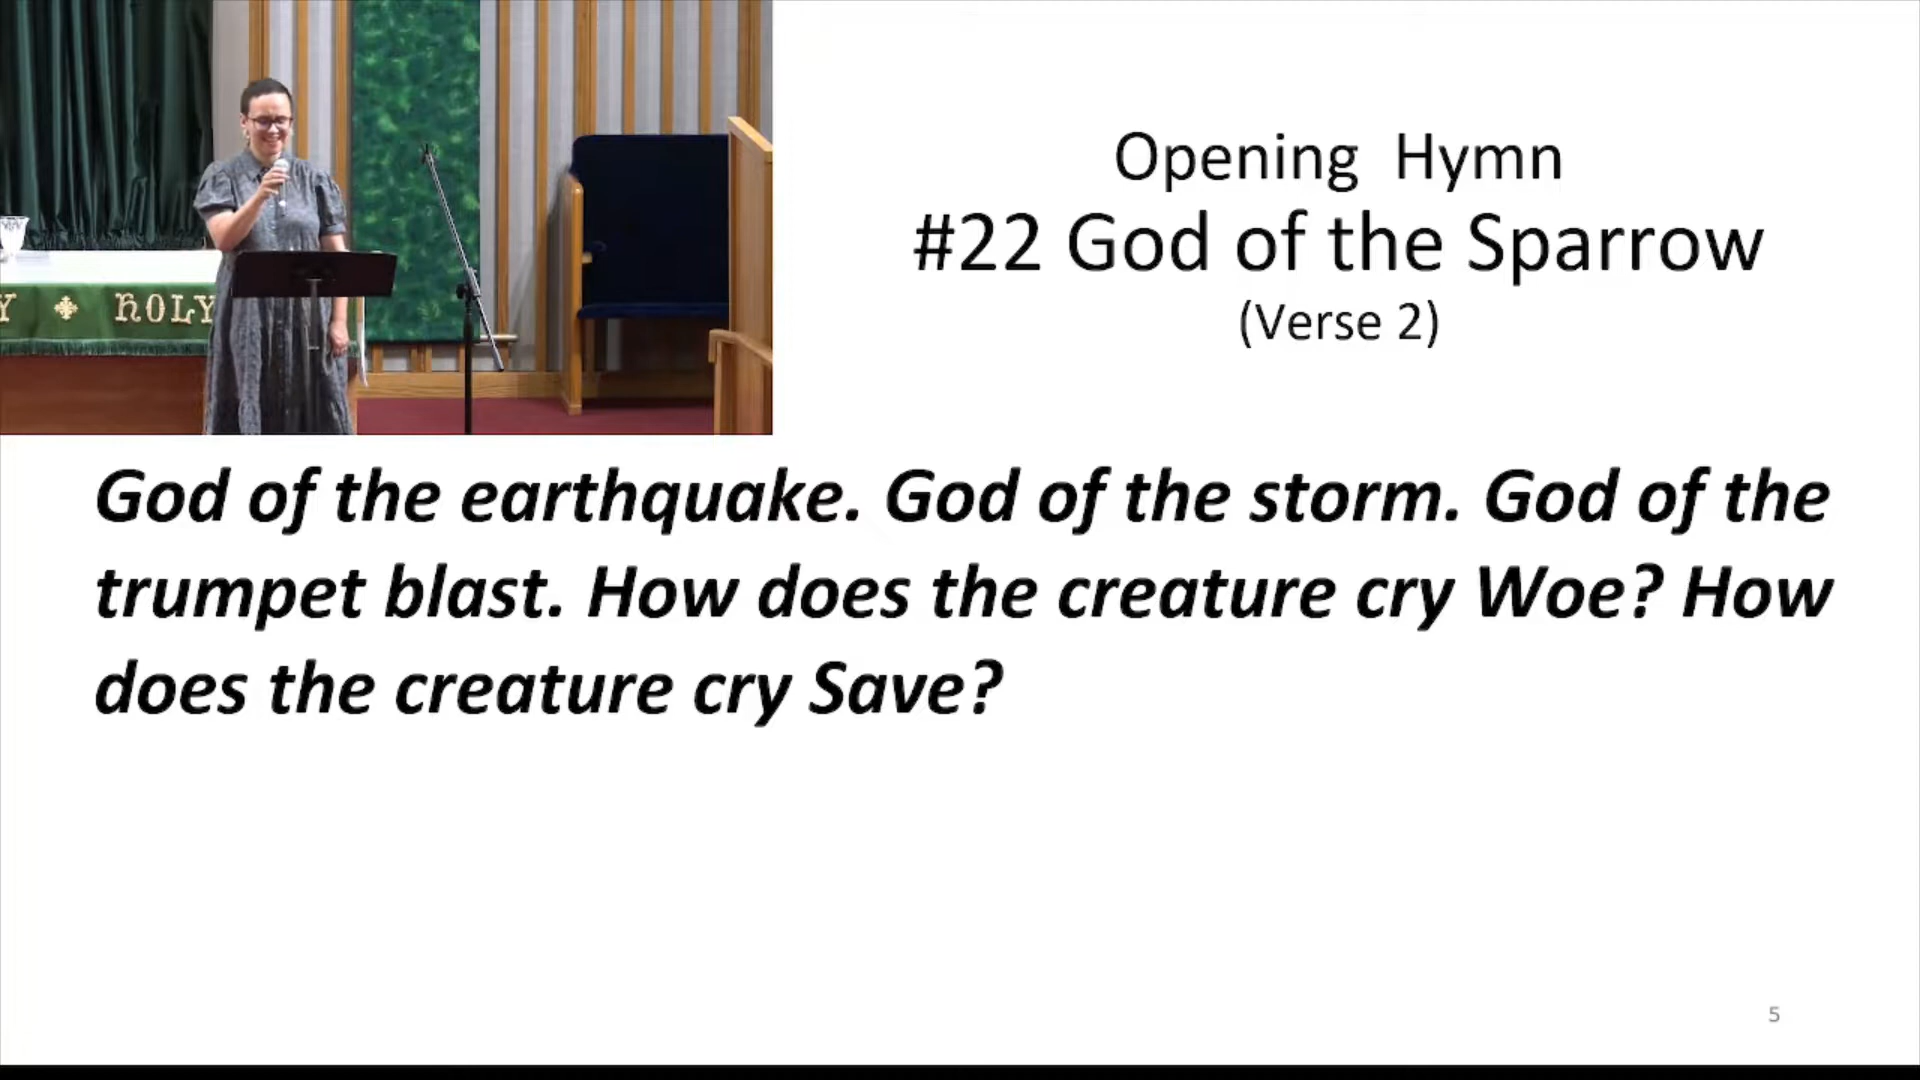 Y ✠ HOLY
Opening Hymn
#22 God of the Sparrow
(Verse 2)
God of the earthquake. God of the storm. God of the
trumpet blast. How does the creature cry Woe? How
does the creature cry Save?
5